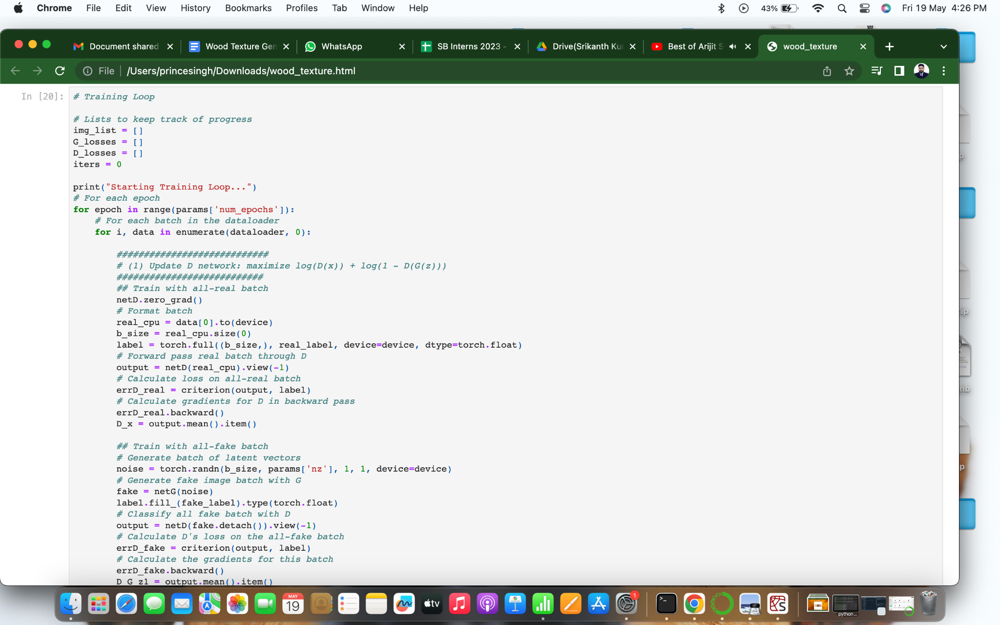 Chrome File Edit View History Bookmarks Profiles Tab Window Help 43% Fri 19 May 4:26 PM
Document shared Wood Texture Gen WhatsApp SB Interns 2023 - Drive(Srikanth Kur Best of Arijit S wood_texture
File /Users/princesingh/Downloads/wood_texture.html
In [20]: # Training Loop
# Lists to keep track of progress
img_list = []
G_losses = []
D_losses = []
iters = 0
print("Starting Training Loop...")
# For each epoch
for epoch in range(params['num_epochs']):
    # For each batch in the dataloader
    for i, data in enumerate(dataloader, 0):
        ############################
        # (1) Update D network: maximize log(D(x)) + log(1 - D(G(z)))
        ###########################
        ## Train with all-real batch
        netD.zero_grad()
        # Format batch
        real_cpu = data[0].to(device)
        b_size = real_cpu.size(0)
        label = torch.full((b_size,), real_label, device=device, dtype=torch.float)
        # Forward pass real batch through D
        output = netD(real_cpu).view(-1)
        # Calculate loss on all-real batch
        errD_real = criterion(output, label)
        # Calculate gradients for D in backward pass
        errD_real.backward()
        D_x = output.mean().item()
        ## Train with all-fake batch
        # Generate batch of latent vectors
        noise = torch.randn(b_size, params['nz'], 1, 1, device=device)
        # Generate fake image batch with G
        fake = netG(noise)
        label.fill_(fake_label).type(torch.float)
        # Classify all fake batch with D
        output = netD(fake.detach()).view(-1)
        # Calculate D's loss on the all-fake batch
        errD_fake = criterion(output, label)
        # Calculate the gradients for this batch
        errD_fake.backward()
        D_G_z1 = output.mean().item()
p
ip
nb
p
MAY
19
tv
1
python...